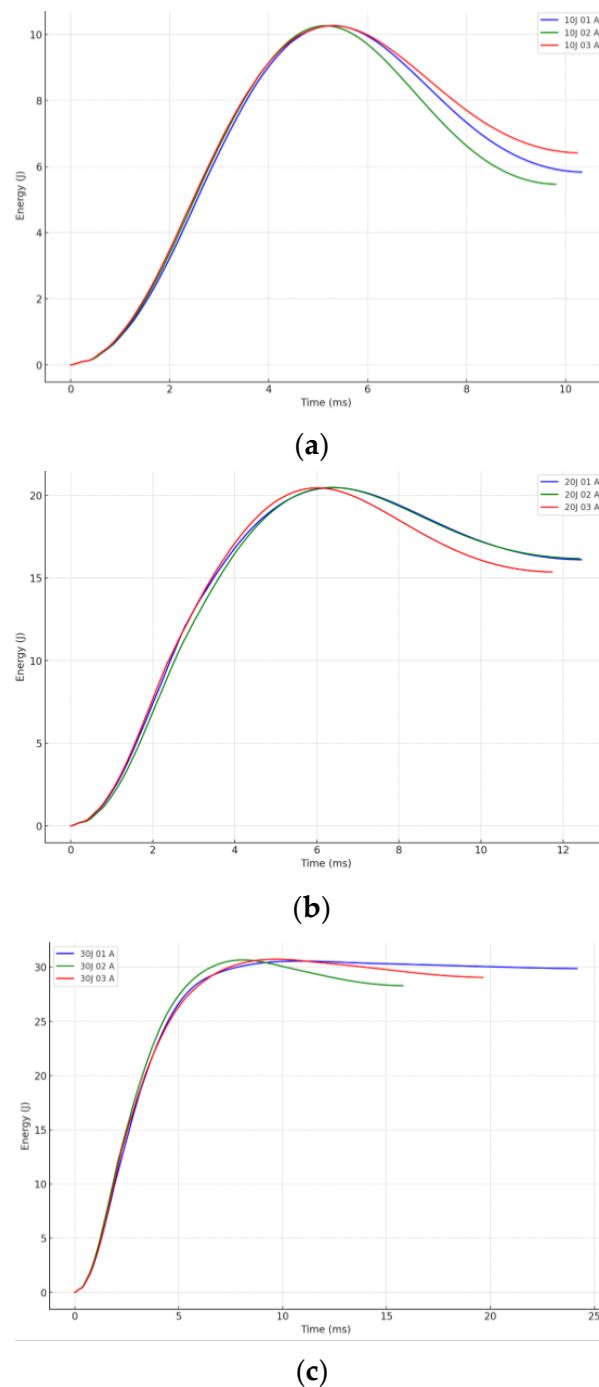 10
8
6
4
2
0
Energy (J)
10J 01 A
10J 02 A
10J 03 A
0 2 4 6 8 10
Time (ms)
(a)
20
15
10
5
0
Energy (J)
20J 01 A
20J 02 A
20J 03 A
0 2 4 6 8 10 12
Time (ms)
(b)
30J 01 A
30J 02 A
30J 03 A
30
25
20
15
10
5
0
Energy (J)
0 5 10 15 20 25
Time (ms)
(c)